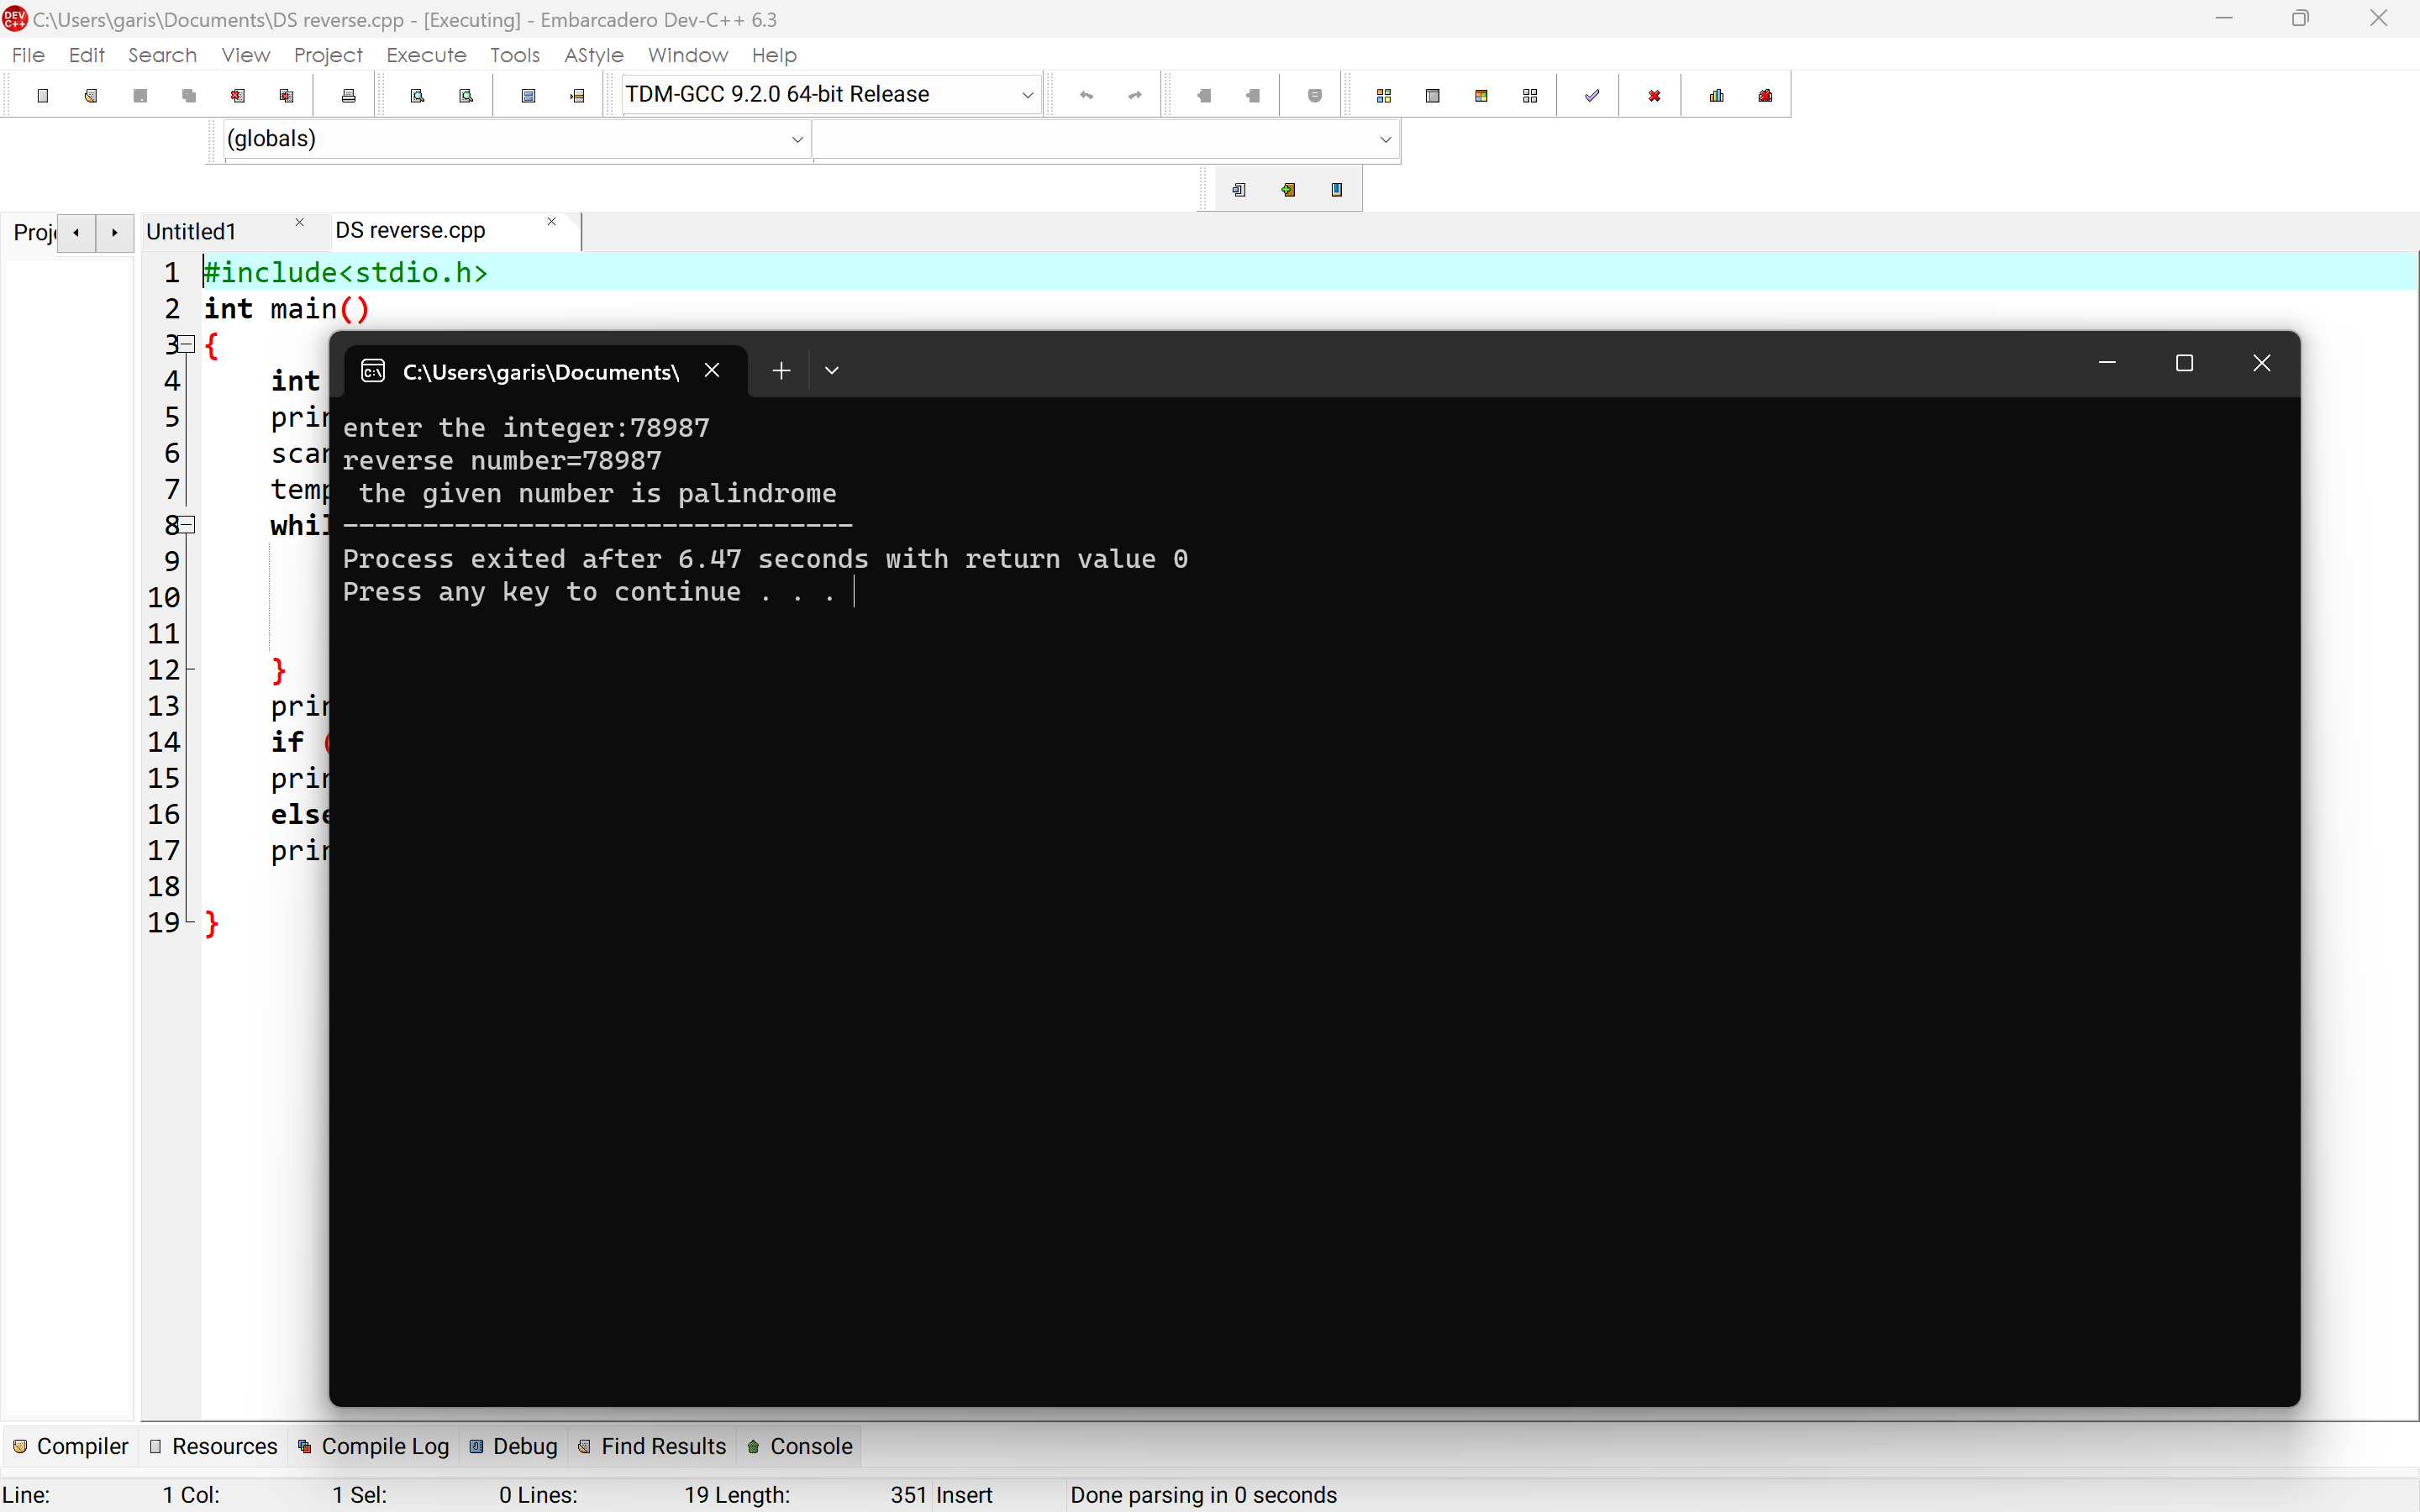 C:\Users\garis\Documents\DS reverse.cpp - [Executing] - Embarcadero Dev-C++ 6.3
File Edit Search View Project Execute Tools AStyle Window Help
TDM-GCC 9.2.0 64-bit Release
(globals)
Proj Untitled1 DS reverse.cpp
1 #include<stdio.h>
2 int main()
3 {
4 int
5 prin
6 scan
7 temp
8 whil
9
10
11
12 }
13 prin
14 if (
15 prin
16 else
17 prin
18
19 }
C:\Users\garis\Documents\
enter the integer:78987
reverse number=78987
the given number is palindrome
--------------------------------
Process exited after 6.47 seconds with return value 0
Press any key to continue . . .
Compiler Resources Compile Log Debug Find Results Console
Line: 1 Col: 1 Sel: 0 Lines: 19 Length: 351 Insert Done parsing in 0 seconds